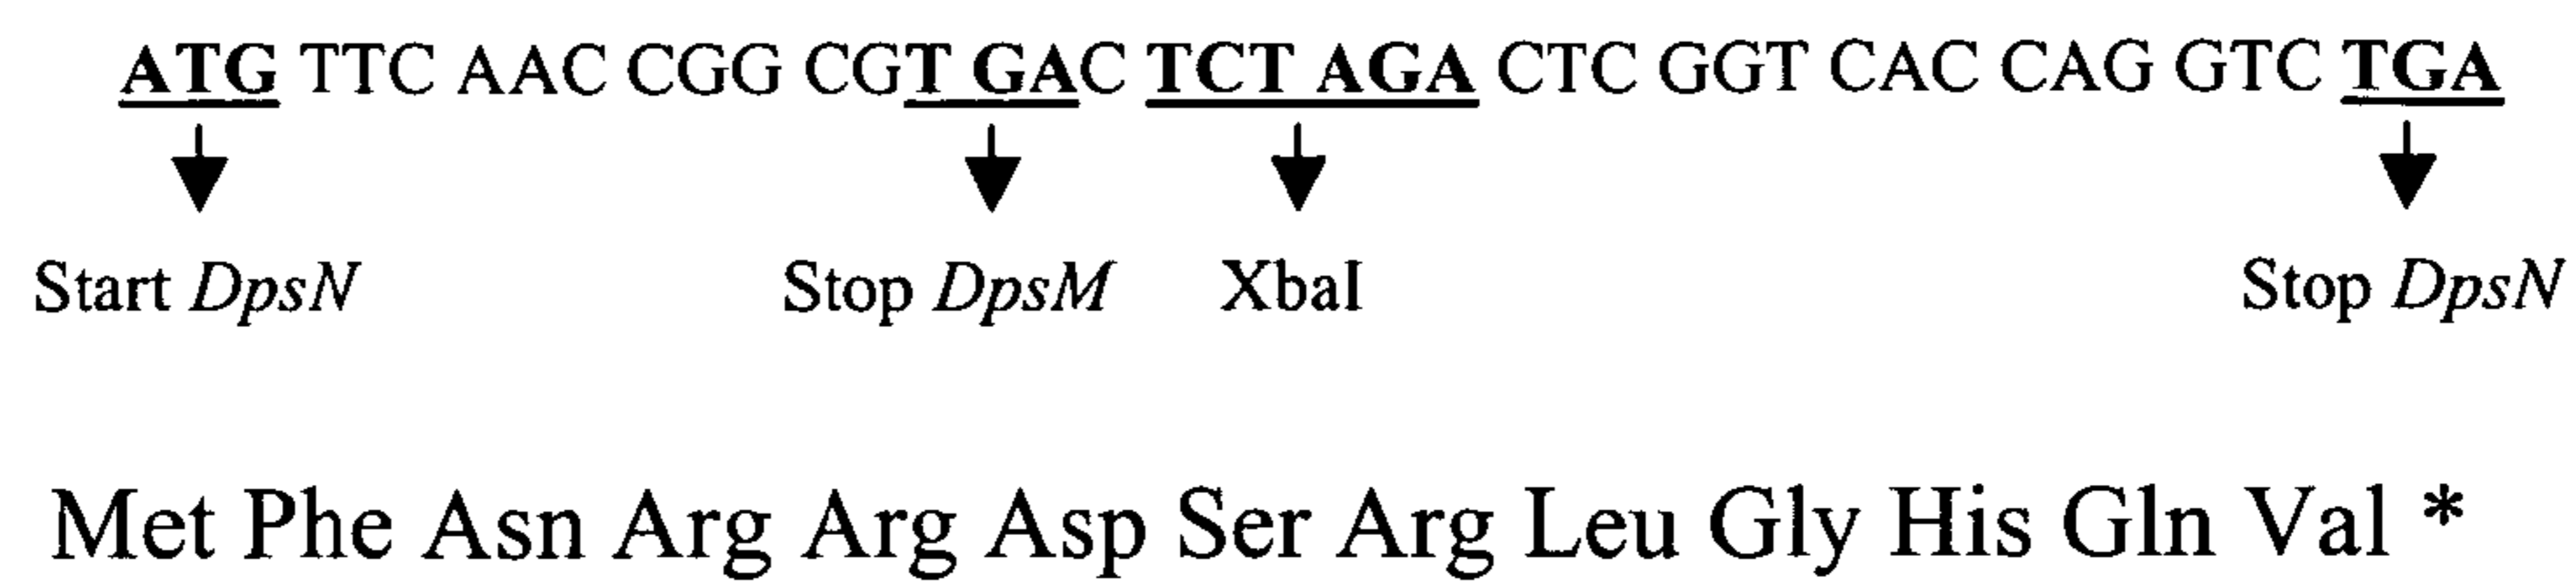 ATG TTC AAC CGG CGT GAC TCT AGA CTC GGT CAC CAG GTC TGA
Start DpsN Stop DpsM XbaI Stop DpsN
Met Phe Asn Arg Arg Asp Ser Arg Leu Gly His Gln Val *